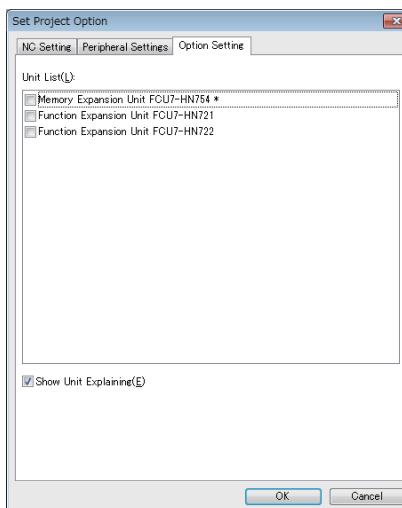 Set Project Option
NC Setting Peripheral Settings Option Setting
Unit List(L):
Memory Expansion Unit FCU7-HN754 *
Function Expansion Unit FCU7-HN721
Function Expansion Unit FCU7-HN722
Show Unit Explaining(E)
OK Cancel